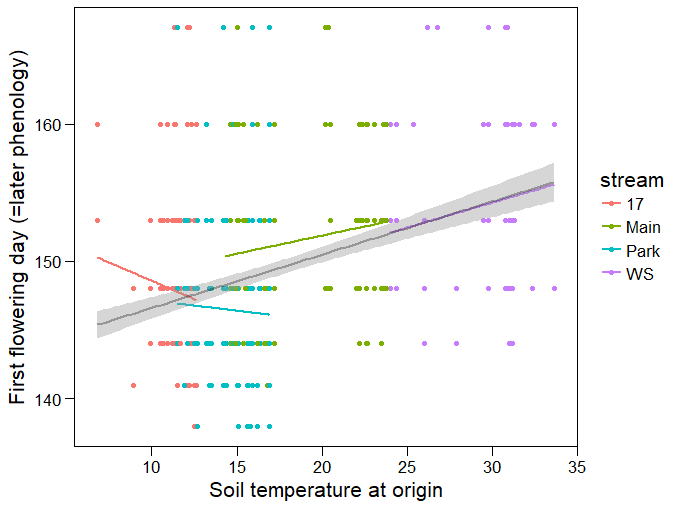 First flowering day (=later phenology)
160
150
140
10 15 20 25 30 35
Soil temperature at origin
stream
17
Main
Park
WS